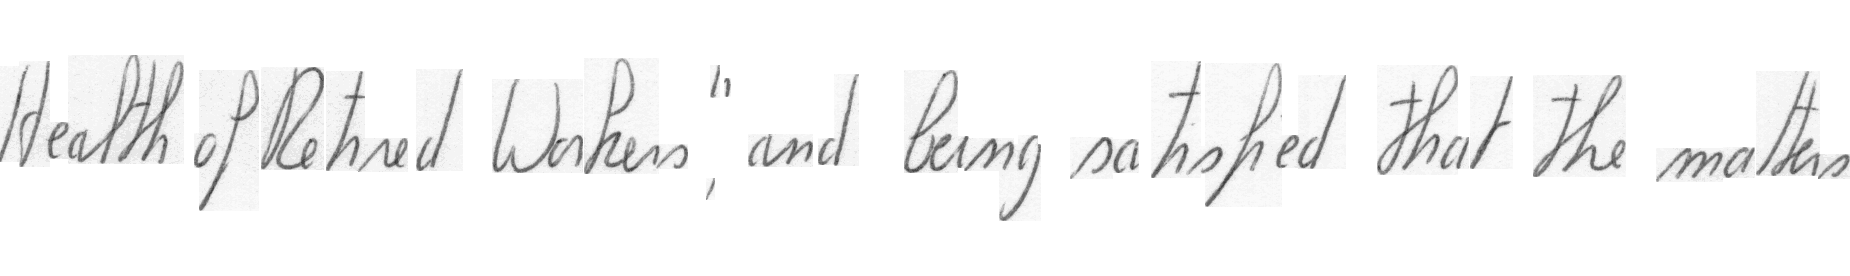 Health of Retired Workers", and being satisfied that the matters